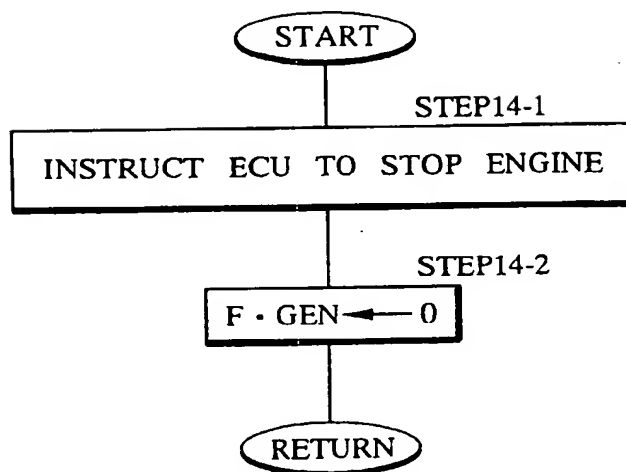 START
STEP14-1
INSTRUCT ECU TO STOP ENGINE
STEP14-2
F · GEN ← 0
RETURN